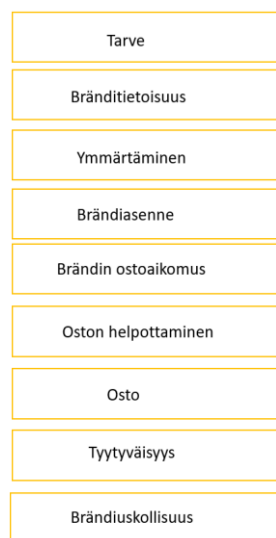 Tarve
Bränditietoisuus
Ymmärtäminen
Brändiasenne
Brändin ostoaikomus
Oston helpottaminen
Osto
Tyytyväisyys
Brändiuskollisuus